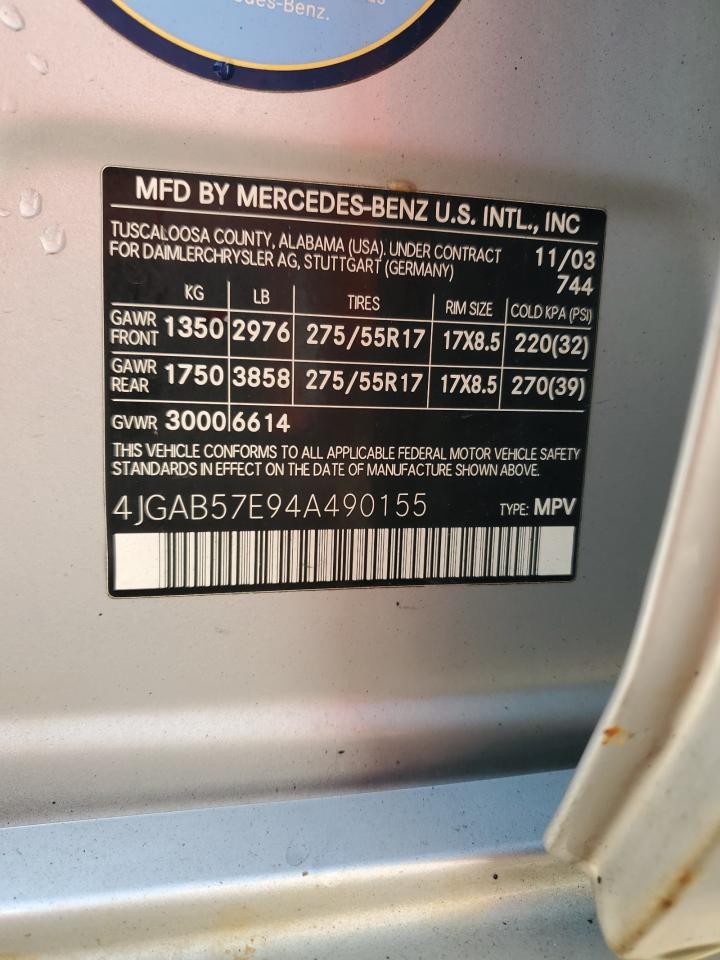 Mercedes-Benz.
MFD BY MERCEDES-BENZ U.S. INTL., INC
TUSCALOOSA COUNTY, ALABAMA (USA). UNDER CONTRACT 11/03
FOR DAIMLERCHRYSLER AG, STUTTGART (GERMANY) 744
KG LB TIRES RIM SIZE COLD KPA (PSI)
GAWR FRONT 1350 2976 275/55R17 17X8.5 220(32)
GAWR REAR 1750 3858 275/55R17 17X8.5 270(39)
GVWR 3000 6614
THIS VEHICLE CONFORMS TO ALL APPLICABLE FEDERAL MOTOR VEHICLE SAFETY
STANDARDS IN EFFECT ON THE DATE OF MANUFACTURE SHOWN ABOVE.
4JGAB57E94A490155 TYPE: MPV